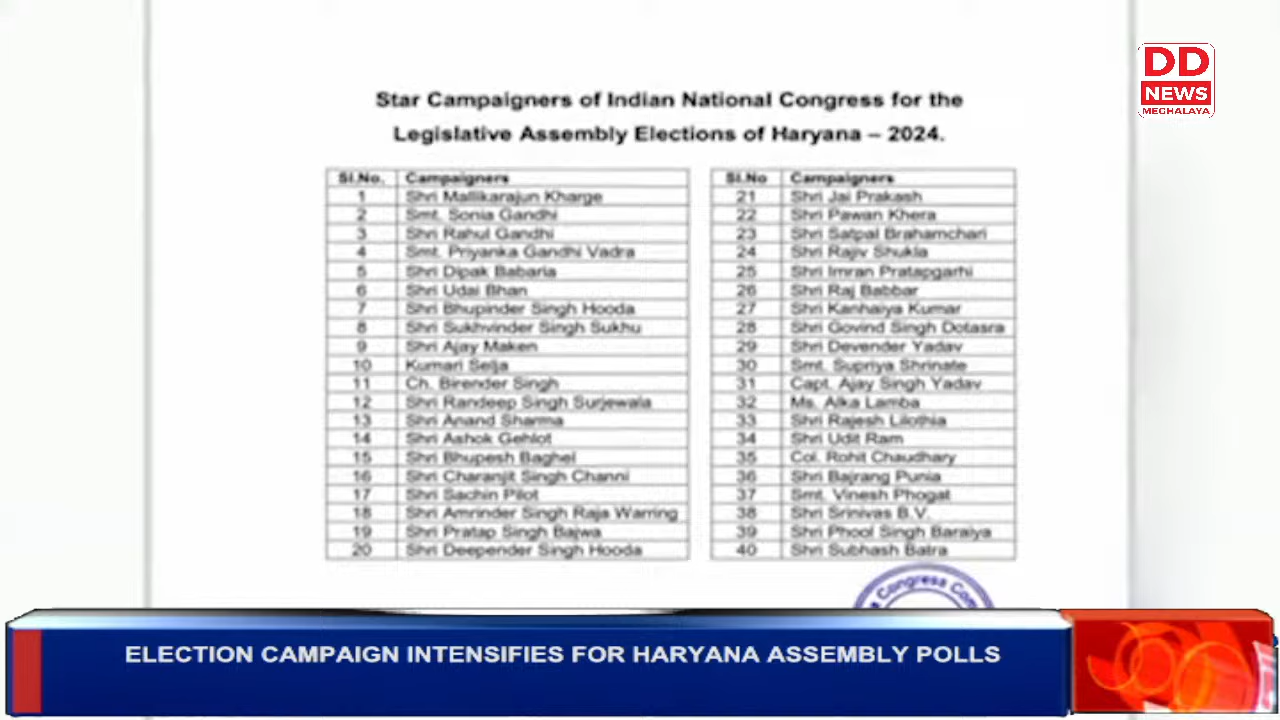 DD
NEWS
MEGHALAYA
Star Campaigners of Indian National Congress for the
Legislative Assembly Elections of Haryana – 2024.
Sl.No. Campaigners
1 Shri Mallikarajun Kharge
2 Smt. Sonia Gandhi
3 Shri Rahul Gandhi
4 Smt. Priyanka Gandhi Vadra
5 Shri Dipak Babaria
6 Shri Udai Bhan
7 Shri Bhupinder Singh Hooda
8 Shri Sukhvinder Singh Sukhu
9 Shri Ajay Maken
10 Kumari Selja
11 Ch. Birender Singh
12 Shri Randeep Singh Surjewala
13 Shri Anand Sharma
14 Shri Ashok Gehlot
15 Shri Bhupesh Baghel
16 Shri Charanjit Singh Channi
17 Shri Sachin Pilot
18 Shri Amrinder Singh Raja Warring
19 Shri Pratap Singh Bajwa
20 Shri Deepender Singh Hooda
Sl.No Campaigners
21 Shri Jai Prakash
22 Shri Pawan Khera
23 Shri Satpal Brahamchari
24 Shri Rajiv Shukla
25 Shri Imran Pratapgarhi
26 Shri Raj Babbar
27 Shri Kanhaiya Kumar
28 Shri Govind Singh Dotasra
29 Shri Devender Yadav
30 Smt. Supriya Shrinate
31 Capt. Ajay Singh Yadav
32 Ms. Alka Lamba
33 Shri Rajesh Lilothia
34 Shri Udit Ram
35 Col. Rohit Chaudhary
36 Shri Bajrang Punia
37 Smt. Vinesh Phogat
38 Shri Srinivas B.V.
39 Shri Phool Singh Baraiya
40 Shri Subhash Batra
Congress
ELECTION CAMPAIGN INTENSIFIES FOR HARYANA ASSEMBLY POLLS